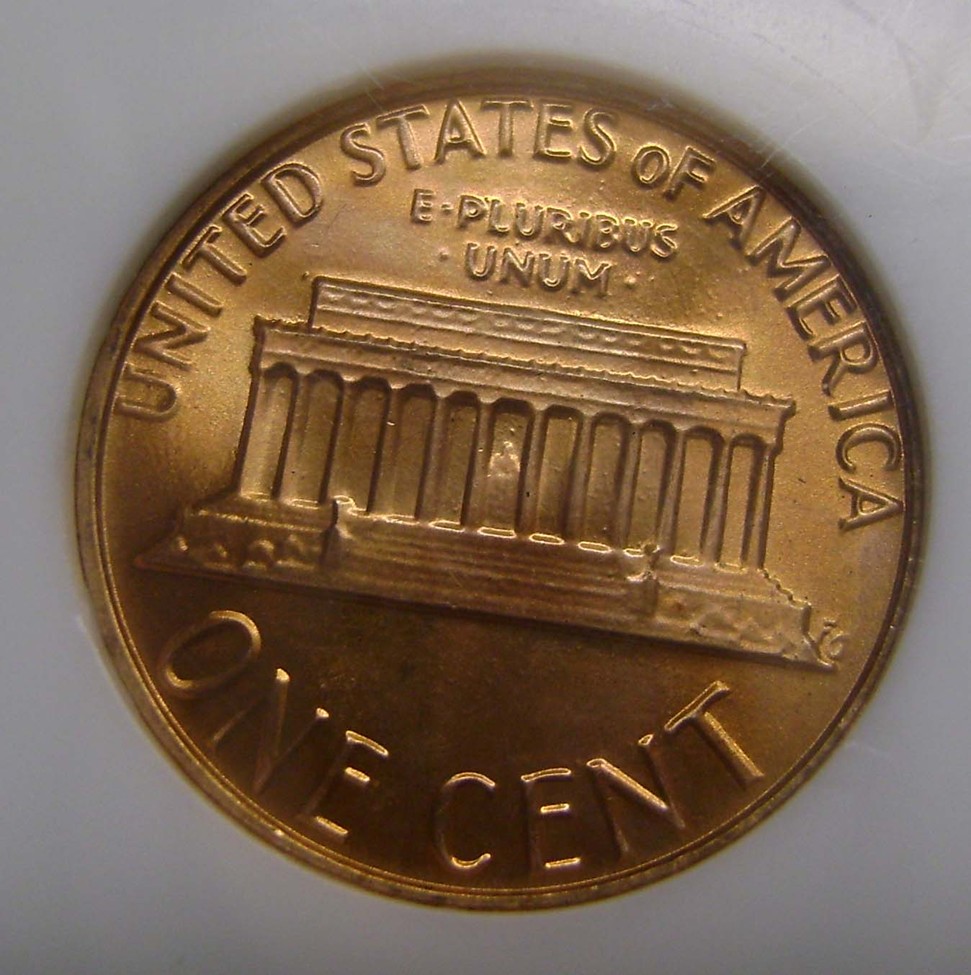 UNITED STATES OF AMERICA
E·PLURIBUS
·UNUM·
ONE CENT